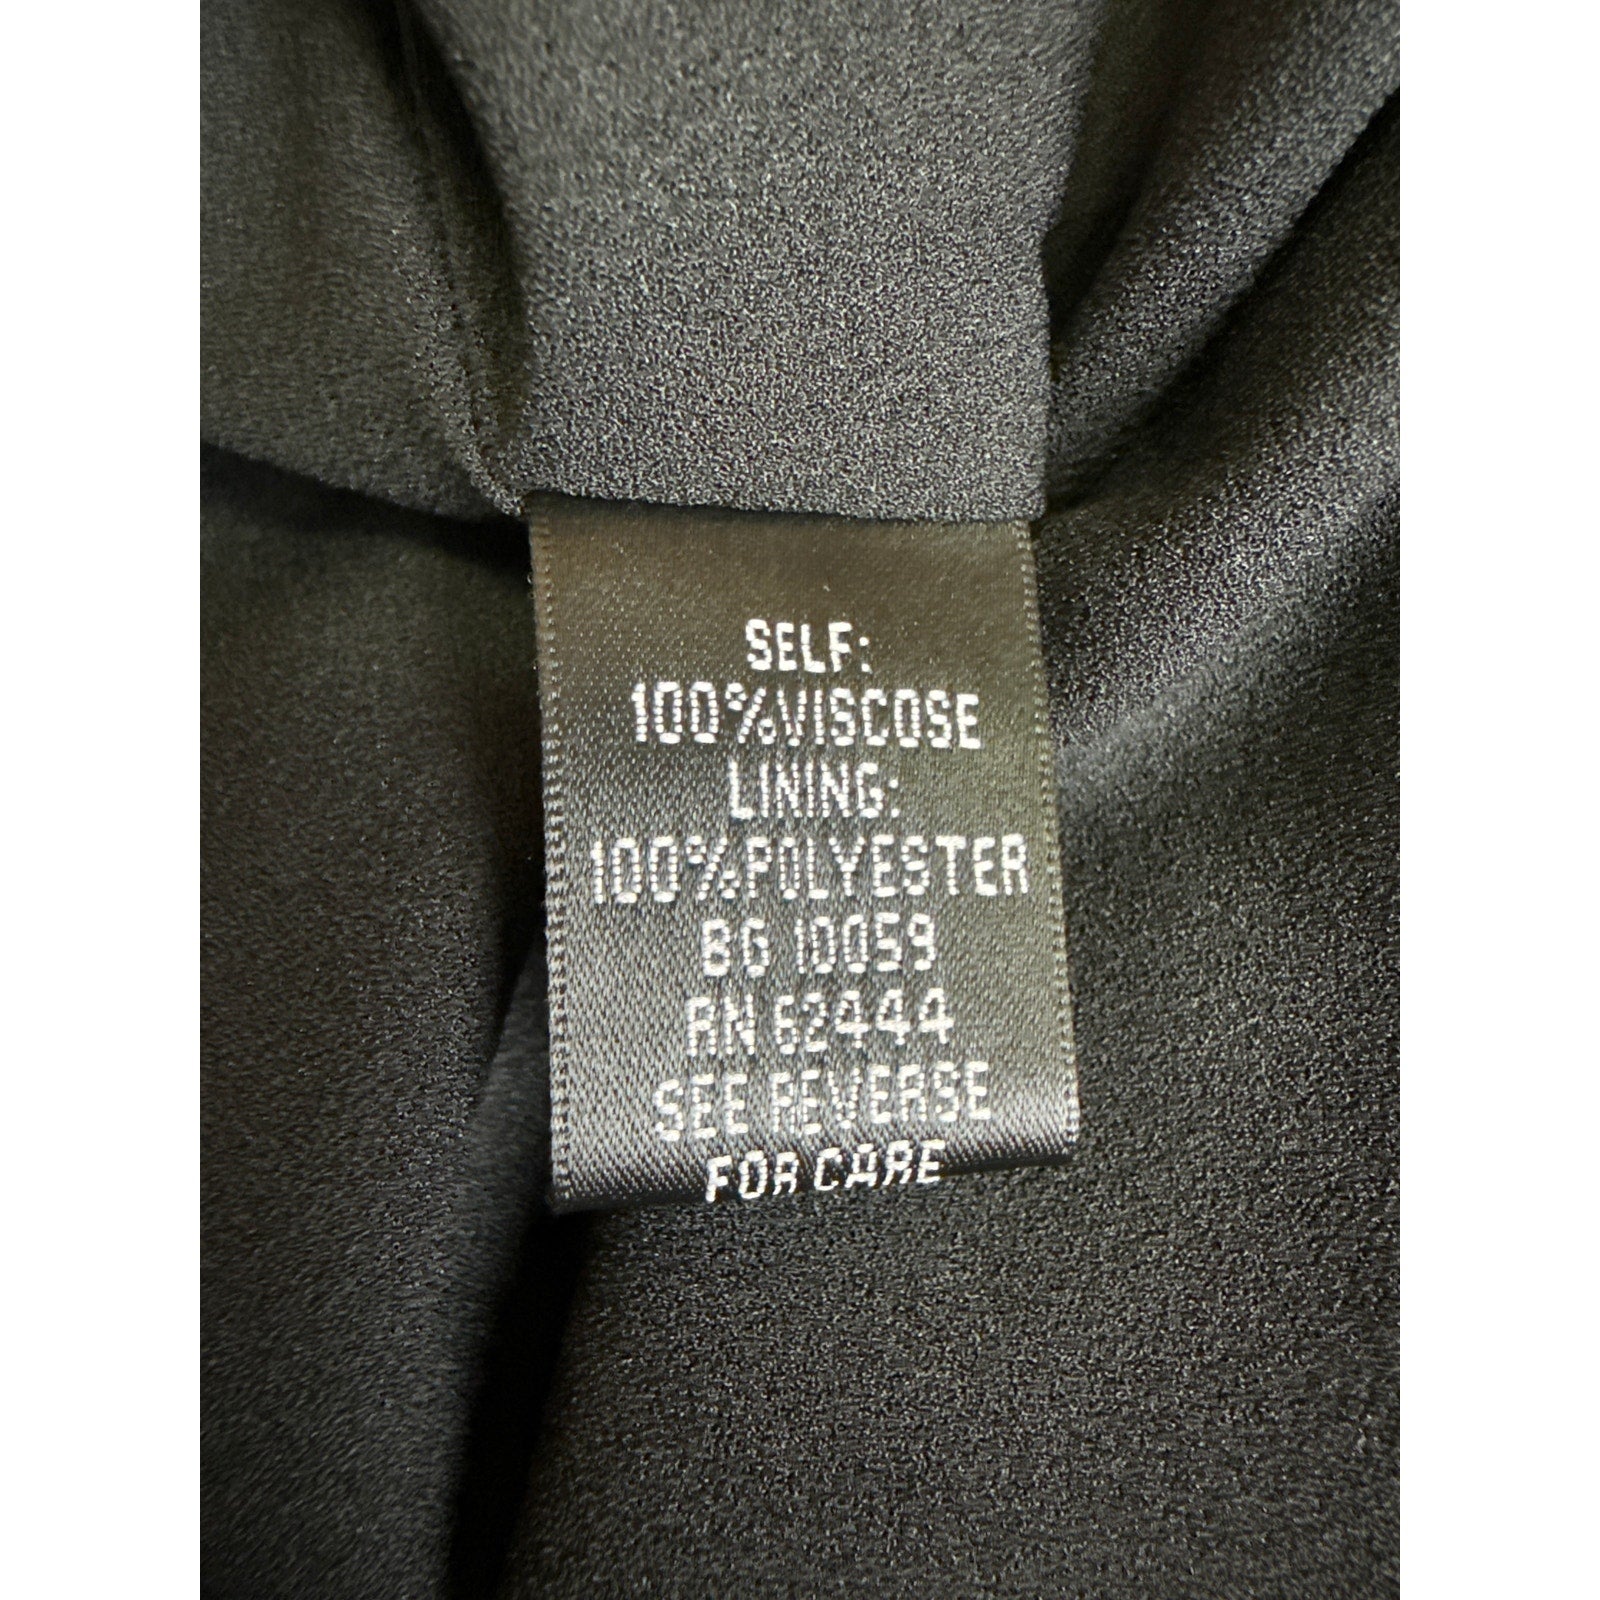 SELF:
100%VISCOSE
LINING:
100%POLYESTER
BG 10059
RN 62444
SEE REVERSE
FOR CARE